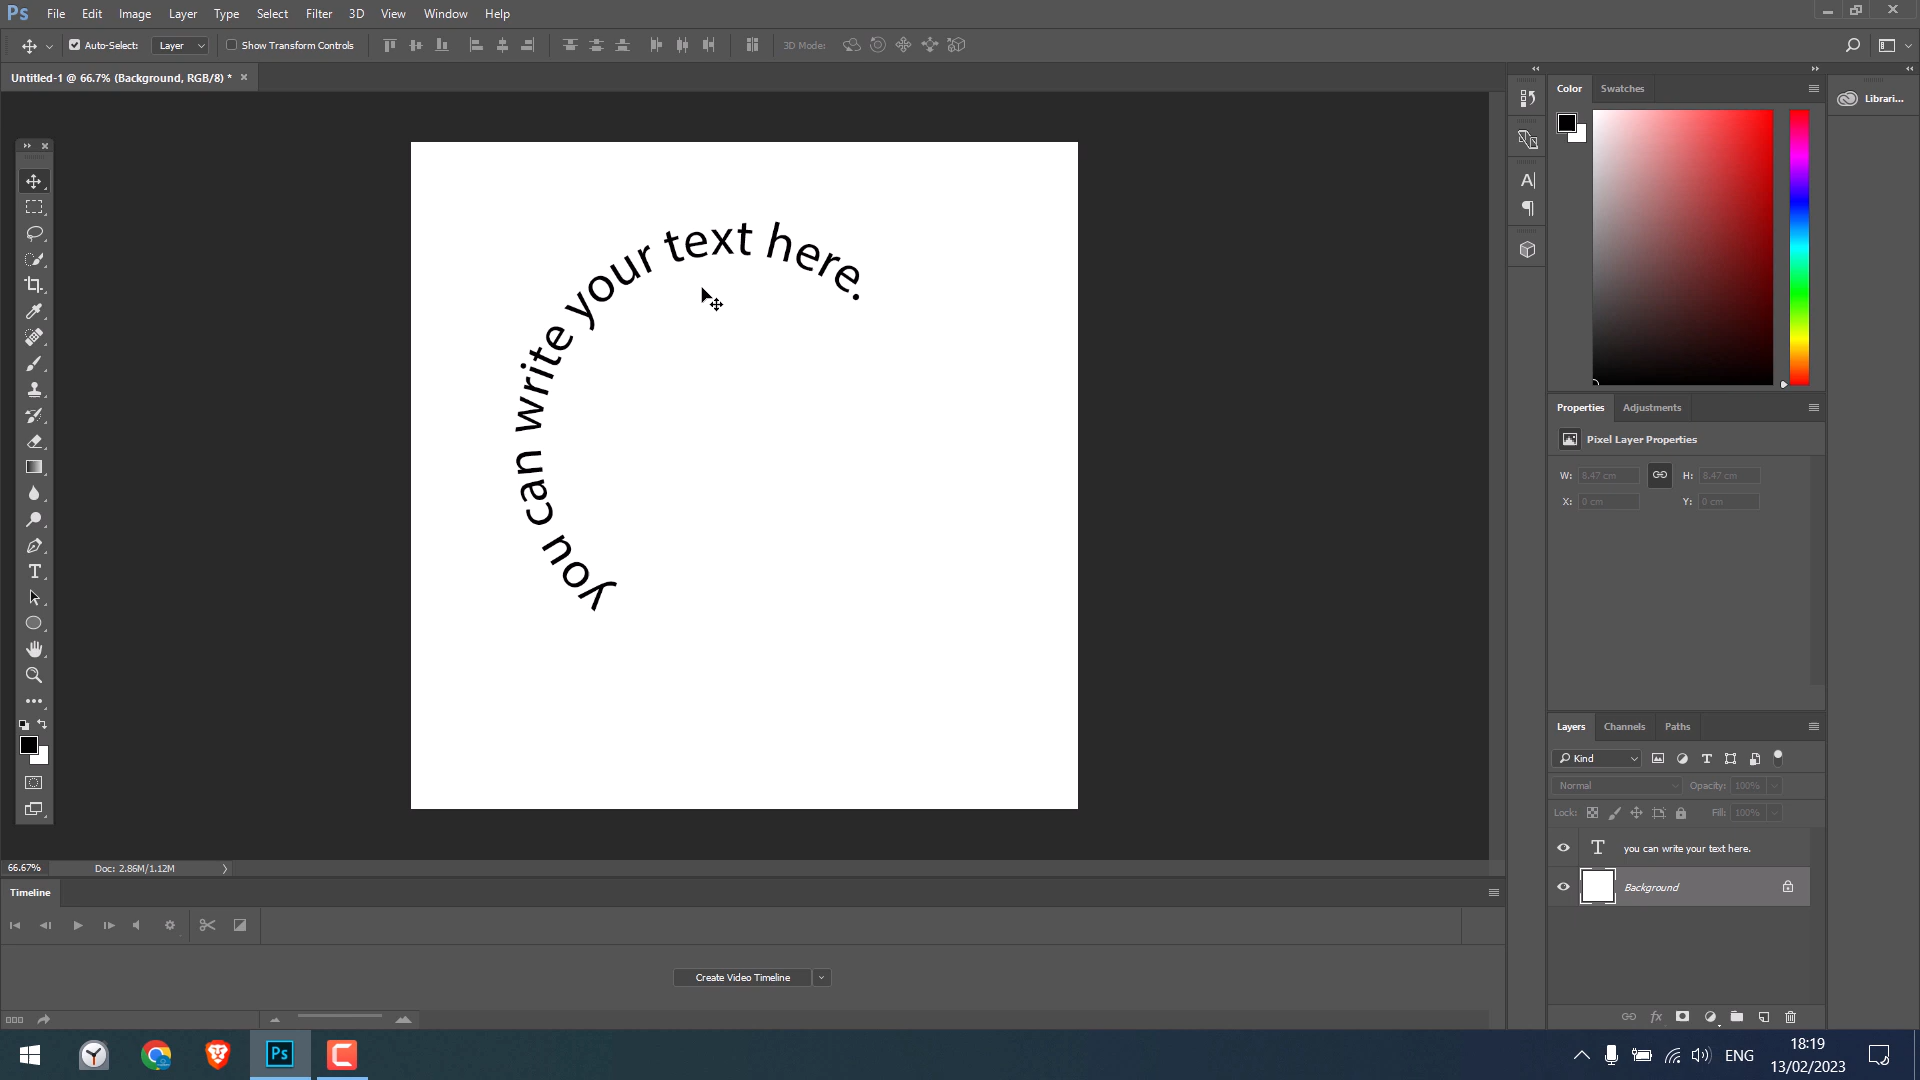 Ps File Edit Image Layer Type Select Filter 3D View Window Help
Auto-Select: Layer Show Transform Controls 3D Mode:
Untitled-1 @ 66.7% (Background, RGB/8) *
Color Swatches
Librari...
you can write your text here.
Properties Adjustments
Pixel Layer Properties
W: 8.47 cm H: 8.47 cm
X: 0 cm Y: 0 cm
Layers Channels Paths
Kind
Normal Opacity: 100%
Lock: Fill: 100%
you can write your text here.
Background
66.67% Doc: 2.86M/1.12M
Timeline
Create Video Timeline
fx
Ps
ENG
18:19
13/02/2023